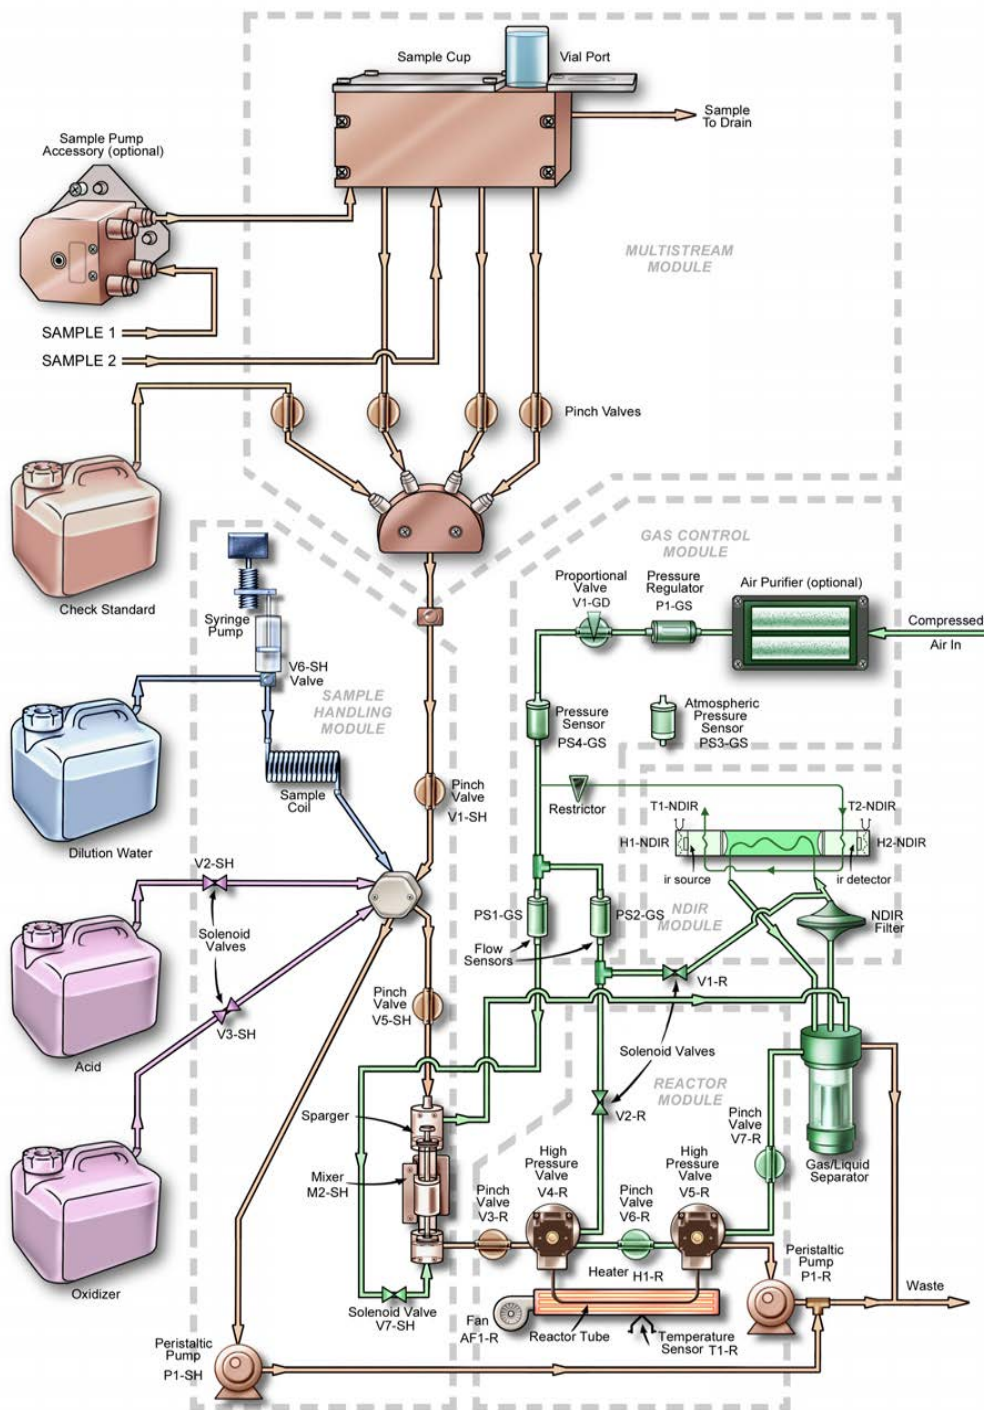 Sample Cup
Vial Port
Sample
To Drain
Sample Pump
Accessory (optional)
MULTISTREAM
MODULE
SAMPLE 1
SAMPLE 2
Pinch Valves
Check Standard
GAS CONTROL
MODULE
Proportional
Valve
V1-GD
Pressure
Regulator
P1-GS
Air Purifier (optional)
Compressed
Air In
Syringe
Pump
V6-SH
Valve
SAMPLE
HANDLING
MODULE
Pressure
Sensor
PS4-GS
Atmospheric
Pressure
Sensor
PS3-GS
Sample
Coil
Pinch
Valve
V1-SH
Restrictor
T1-NDIR
T2-NDIR
H1-NDIR
H2-NDIR
ir source
ir detector
Dilution Water
V2-SH
Solenoid
Valves
PS1-GS
PS2-GS
Flow
Sensors
NDIR
MODULE
NDIR
Filter
V1-R
Pinch
Valve
V5-SH
V3-SH
Acid
Solenoid Valves
REACTOR
MODULE
Sparger
V2-R
Pinch
Valve
V7-R
Gas/Liquid
Separator
Mixer
M2-SH
High
Pressure
Valve
V4-R
High
Pressure
Valve
V5-R
Pinch
Valve
V3-R
Pinch
Valve
V6-R
Peristaltic
Pump
P1-R
Heater H1-R
Waste
Oxidizer
Solenoid Valve
V7-SH
Fan
AF1-R
Reactor Tube
Temperature
Sensor T1-R
Peristaltic
Pump
P1-SH